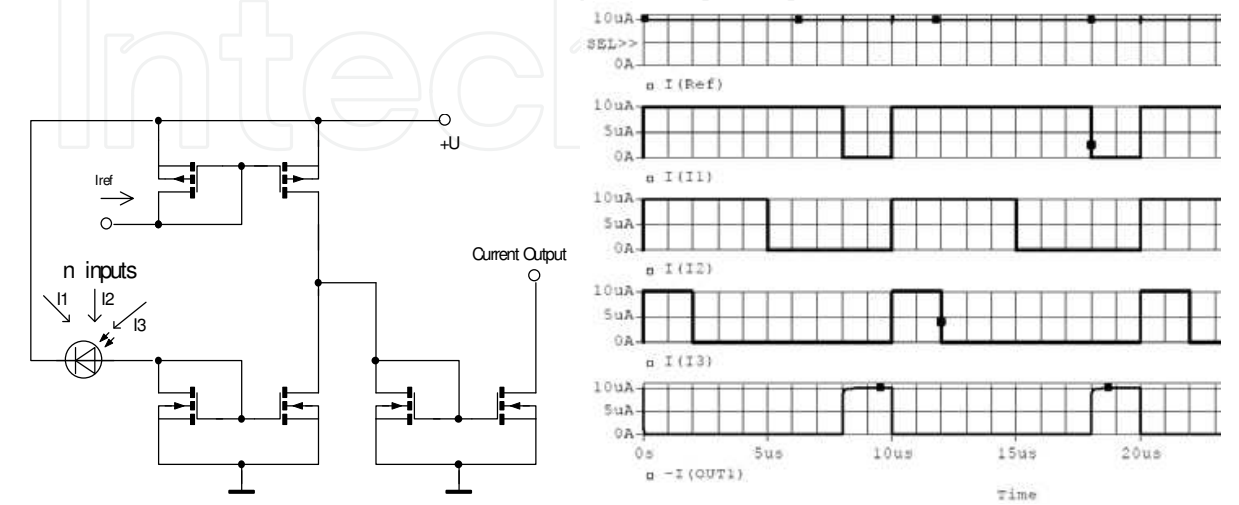 Intec
+U
Iref
n inputs
I1
I2
I3
Current Output
10uA
SEL>>
0A
I(Ref)
10uA
5uA
0A
I(I1)
10uA
5uA
0A
I(I2)
10uA
5uA
0A
I(I3)
10uA
5uA
0A
0s 5us 10us 15us 20us
-I(OUT1)
Time